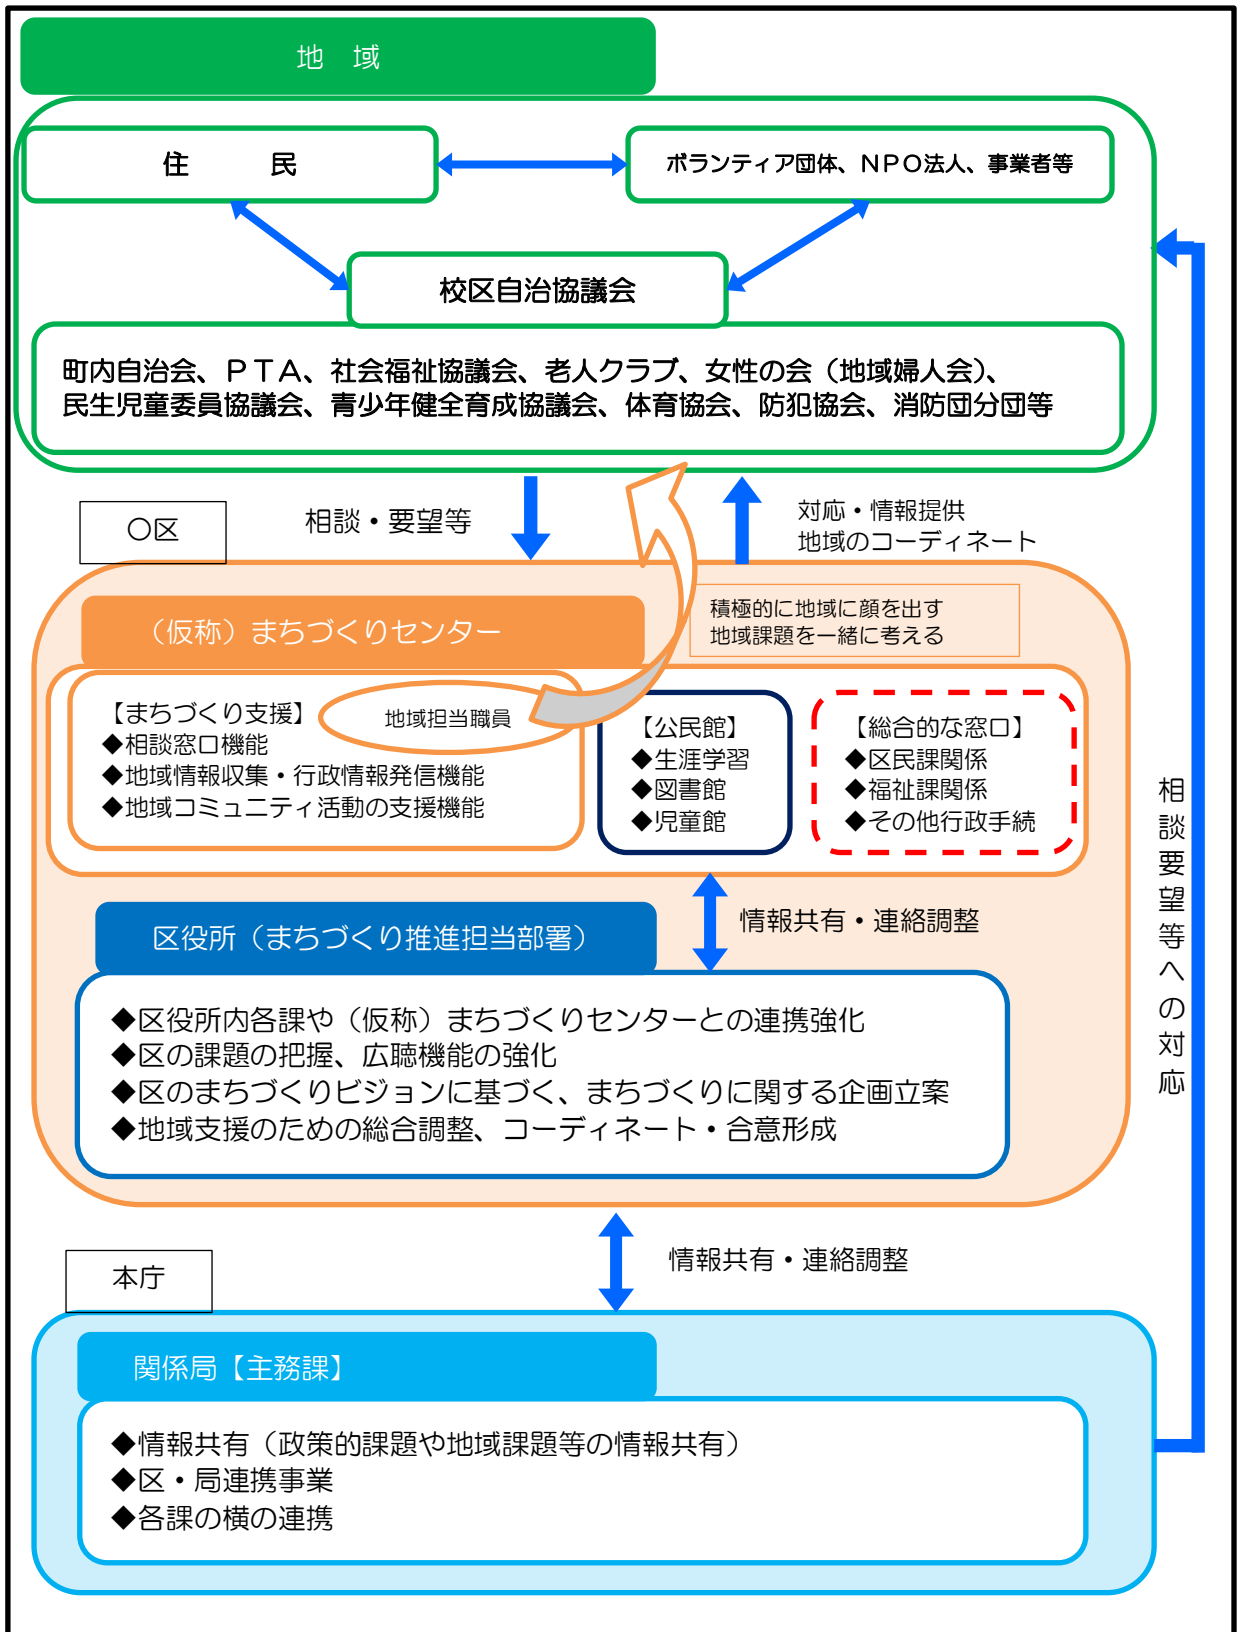 地　域
住　　　民
ボランティア団体、ＮＰＯ法人、事業者等
校区自治協議会
町内自治会、ＰＴＡ、社会福祉協議会、老人クラブ、女性の会（地域婦人会）、
民生児童委員協議会、青少年健全育成協議会、体育協会、防犯協会、消防団分団等
〇区
相談・要望等
対応・情報提供
地域のコーディネート
積極的に地域に顔を出す
地域課題を一緒に考える
（仮称）まちづくりセンター
【まちづくり支援】
◆相談窓口機能
◆地域情報収集・行政情報発信機能
◆地域コミュニティ活動の支援機能
地域担当職員
【公民館】
◆生涯学習
◆図書館
◆児童館
【総合的な窓口】
◆区民課関係
◆福祉課関係
◆その他行政手続
情報共有・連絡調整
区役所（まちづくり推進担当部署）
◆区役所内各課や（仮称）まちづくりセンターとの連携強化
◆区の課題の把握、広聴機能の強化
◆区のまちづくりビジョンに基づく、まちづくりに関する企画立案
◆地域支援のための総合調整、コーディネート・合意形成
相談要望等への対応
情報共有・連絡調整
本庁
関係局【主務課】
◆情報共有（政策的課題や地域課題等の情報共有）
◆区・局連携事業
◆各課の横の連携